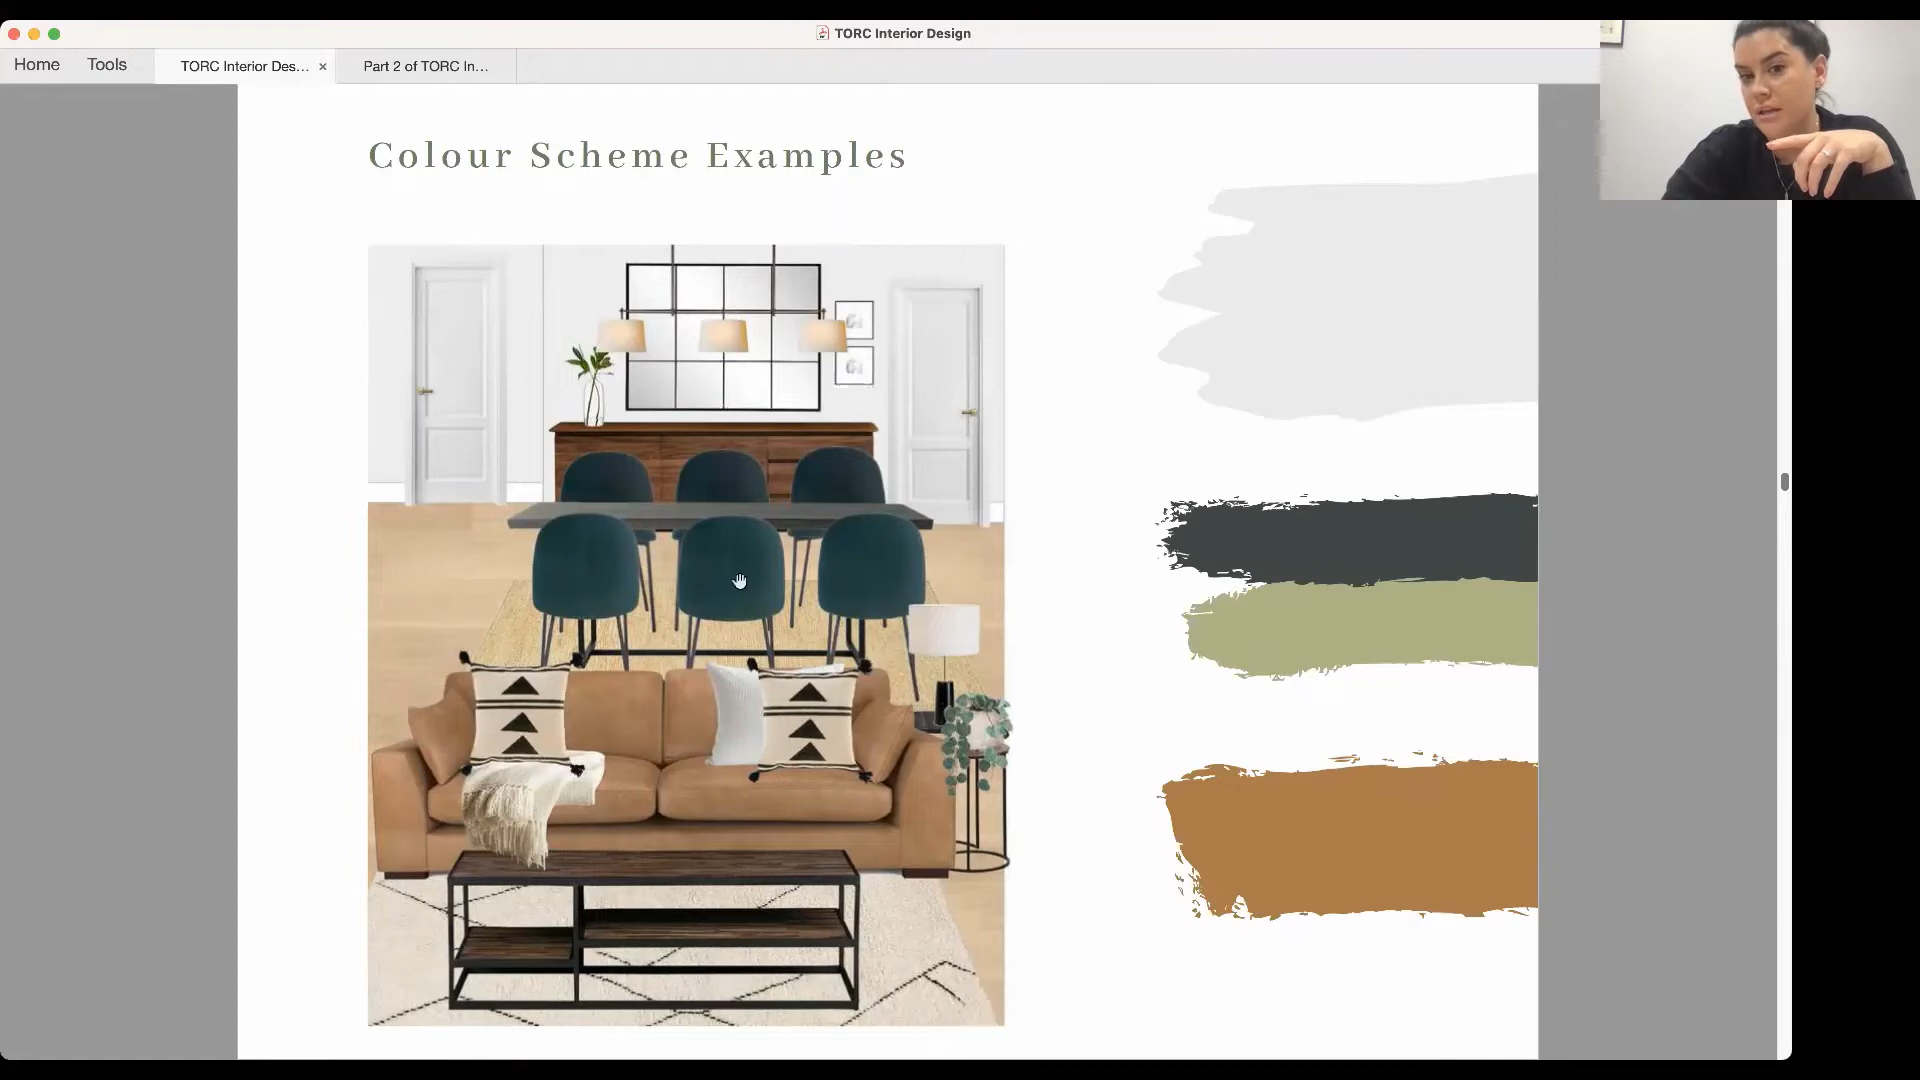 TORC Interior Design
Home
Tools
TORC Interior Des...
Part 2 of TORC In...
Colour Scheme Examples